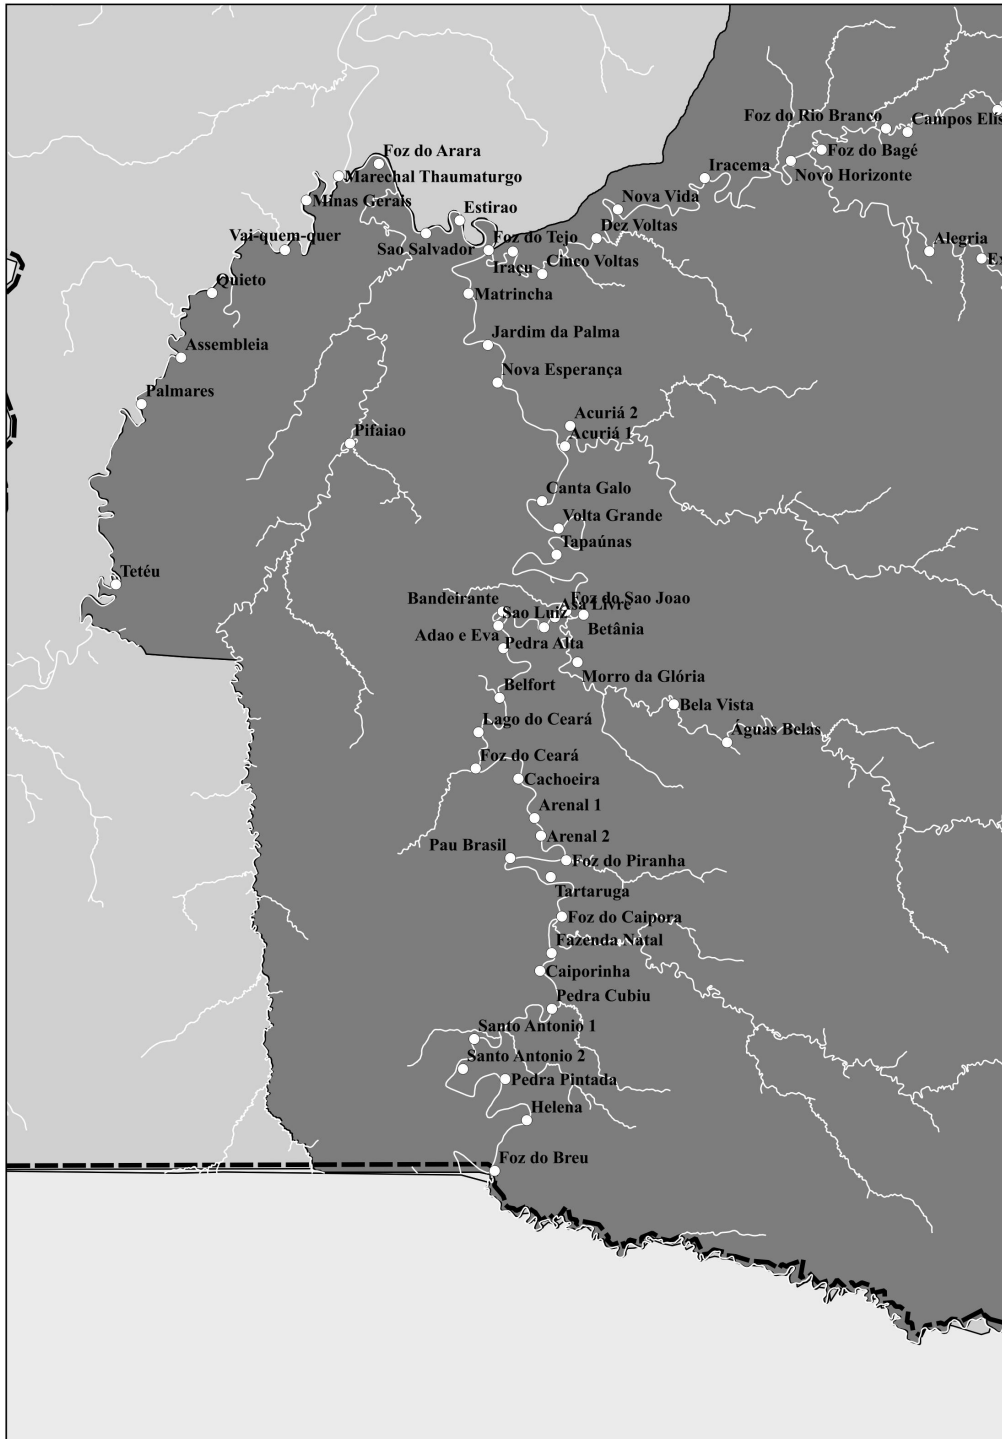 Foz do Rio Branco
Campos Elís
Foz do Arara
Foz do Bagé
Iracema
Novo Horizonte
Marechal Thaumaturgo
Minas Gerais
Estirao
Nova Vida
Dez Voltas
Vai-quem-quer
Sao Salvador
Foz do Tejo
Alegria
Iraçu
Cinco Voltas
Ex
Quieto
Matrincha
Jardim da Palma
Assembleia
Nova Esperança
Palmares
Acuriá 2
Pifaiao
Acuriá 1
Canta Galo
Volta Grande
Tapaúnas
Tetéu
Bandeirante
Foz do Sao Joao
Asa Livre
Sao Luiz
Betânia
Adao e Eva
Pedra Alta
Morro da Glória
Belfort
Bela Vista
Lago do Ceará
Águas Belas
Foz do Ceará
Cachoeira
Arenal 1
Arenal 2
Pau Brasil
Foz do Piranha
Tartaruga
Foz do Caipora
Fazenda Natal
Caiporinha
Pedra Cubiu
Santo Antonio 1
Santo Antonio 2
Pedra Pintada
Helena
Foz do Breu